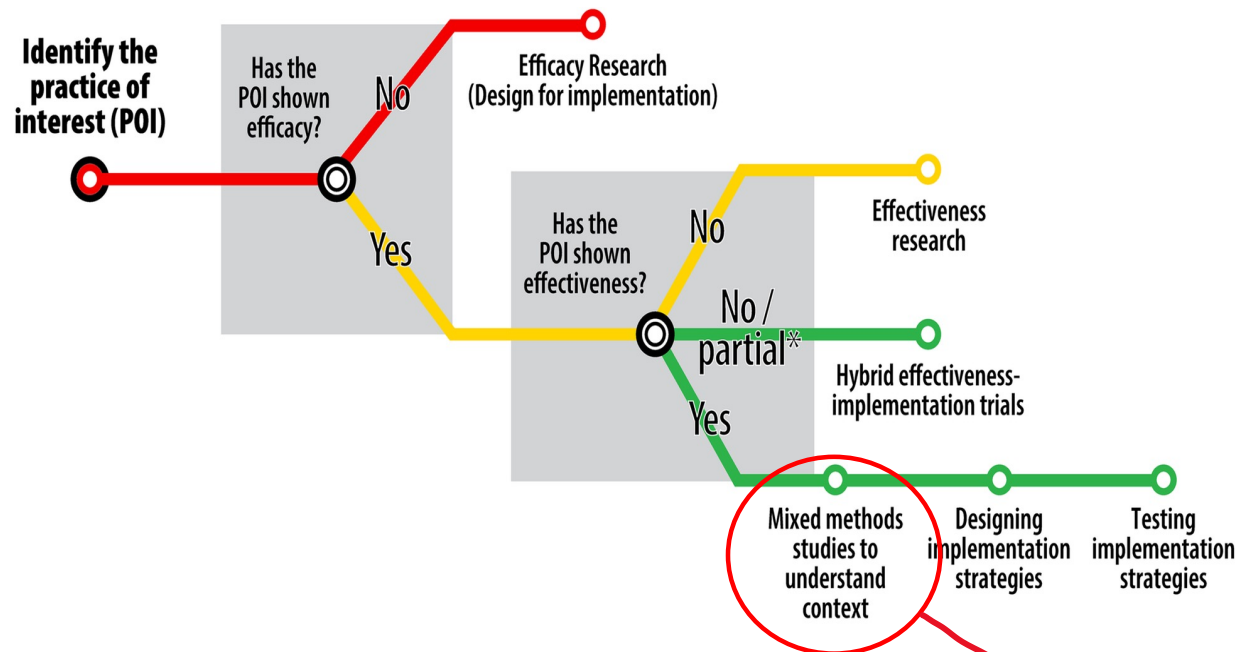 Identify the
practice of
interest (POI)
Has the
POI shown
efficacy?
No
Yes
Efficacy Research
(Design for implementation)
Has the
POI shown
effectiveness?
No
No /
partial*
Yes
Effectiveness
research
Hybrid effectiveness-
implementation trials
Mixed methods
studies to
understand
context
Designing
implementation
strategies
Testing
implementation
strategies